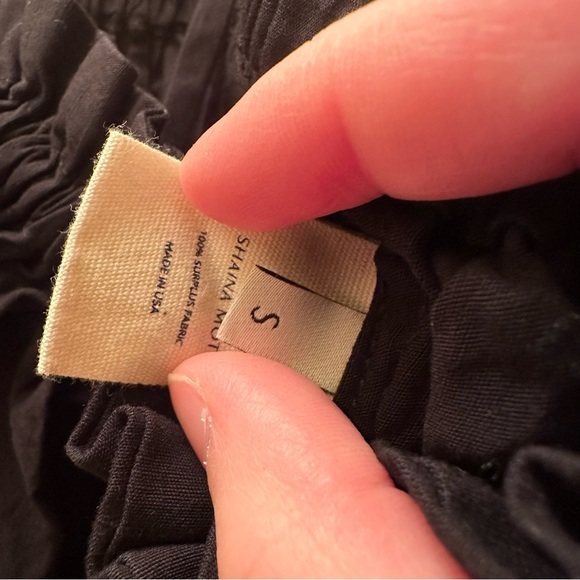 SHAINA MOT
100% SURPLUS FABRIC
MADE IN USA
S